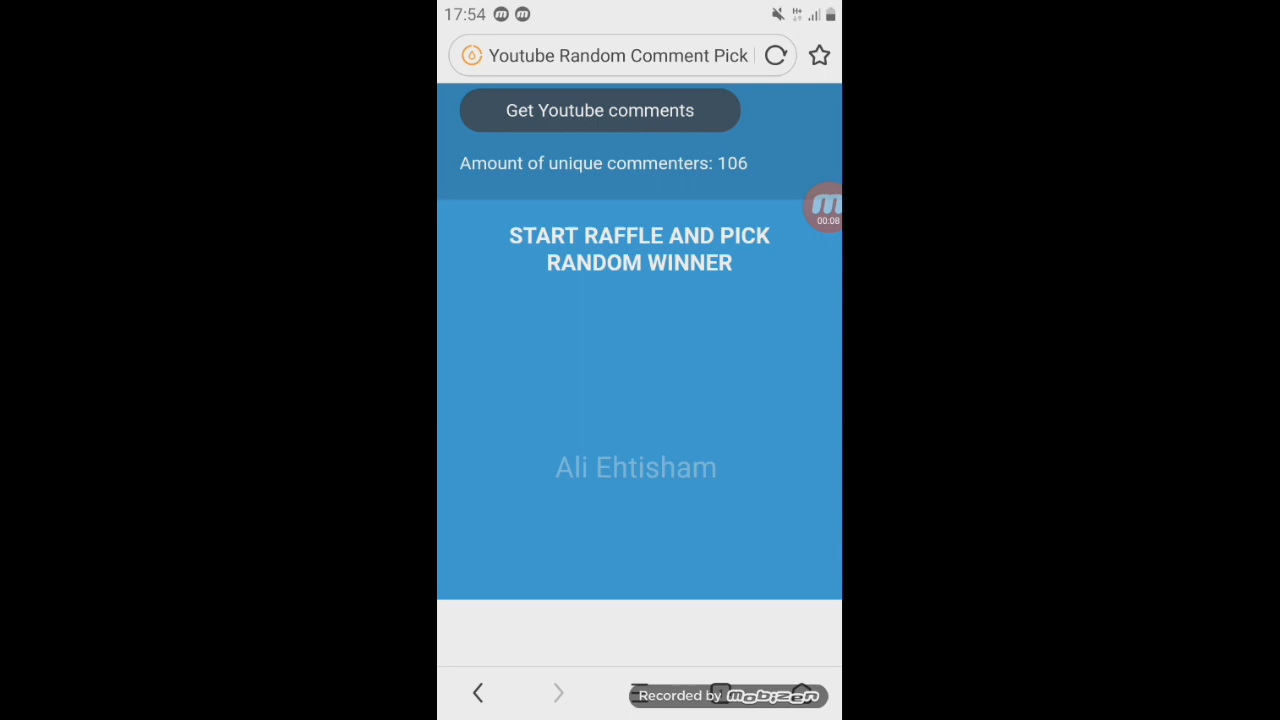 17:54
Youtube Random Comment Pick
Get Youtube comments
Amount of unique commenters: 106
00:08
START RAFFLE AND PICK
RANDOM WINNER
Ali Ehtisham
Recorded by mobizen